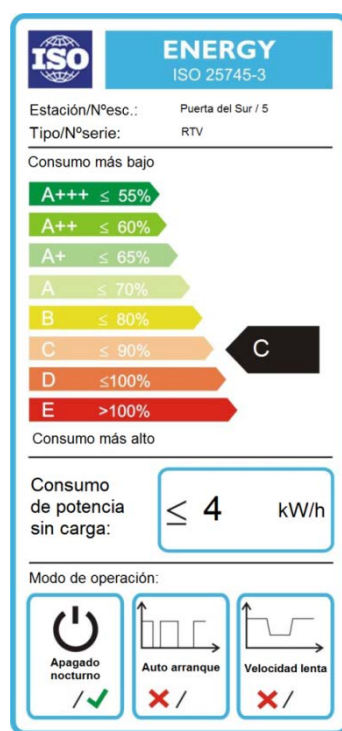 ISO
ENERGY
ISO 25745-3
Estación/Nºesc.: Puerta del Sur / 5
Tipo/Nºserie: RTV
Consumo más bajo
A+++ ≤ 55%
A++ ≤ 60%
A+ ≤ 65%
A ≤ 70%
B ≤ 80%
C ≤ 90%
C
D ≤100%
E >100%
Consumo más alto
Consumo
de potencia
sin carga:
≤ 4 kW/h
Modo de operación:
Apagado
nocturno
/
Auto arranque
/
Velocidad lenta
/